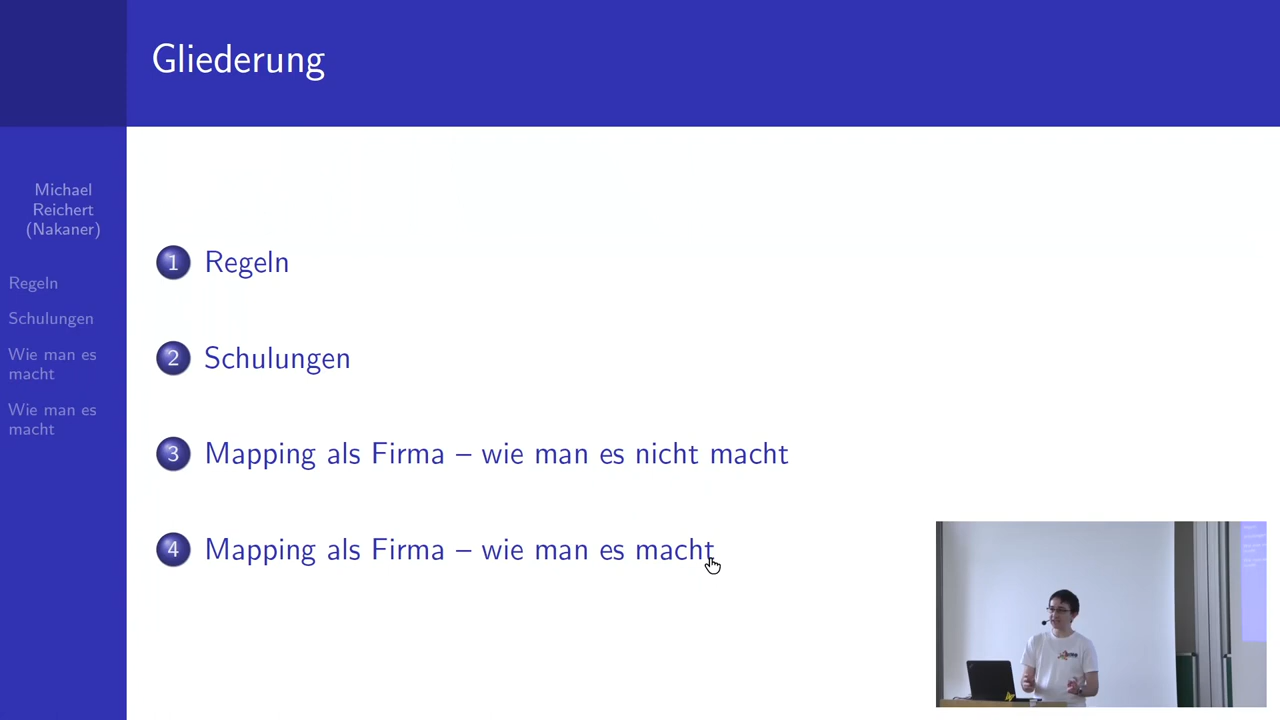 Gliederung
Michael
Reichert
(Nakaner)
Regeln
Schulungen
Wie man es
macht
Wie man es
macht
1 Regeln
2 Schulungen
3 Mapping als Firma – wie man es nicht macht
4 Mapping als Firma – wie man es macht